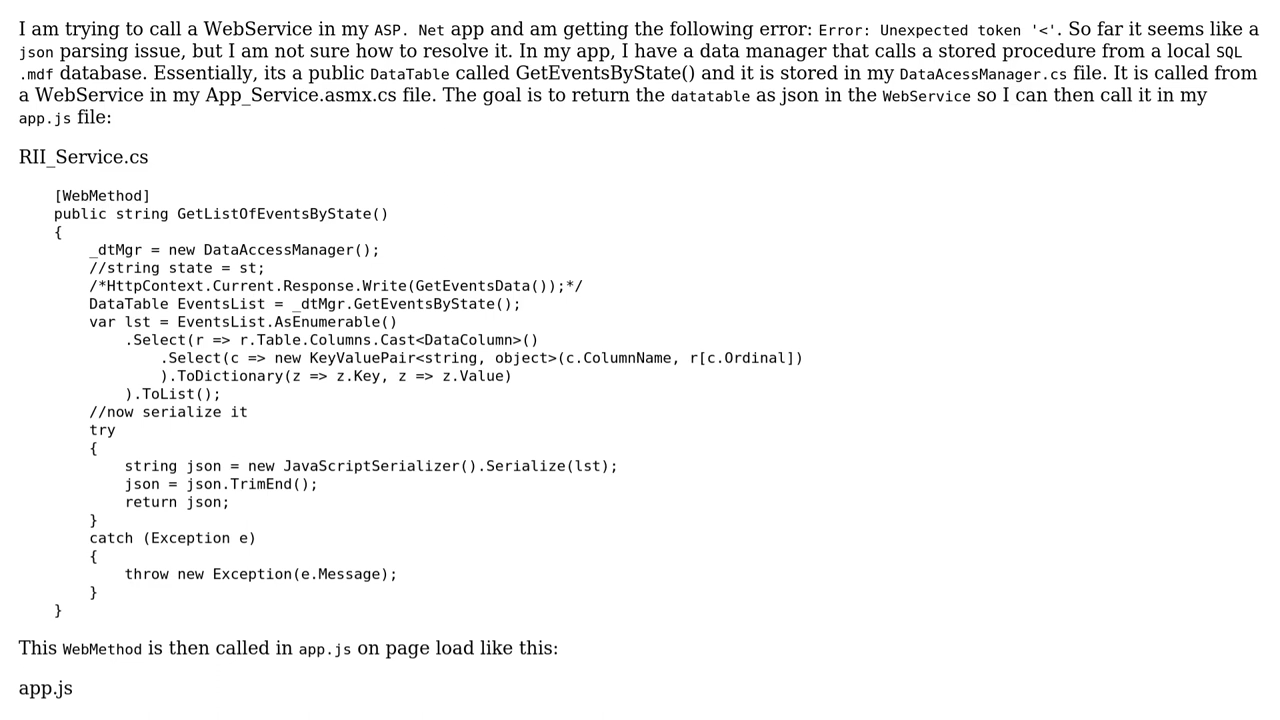 I am trying to call a WebService in my ASP. Net app and am getting the following error: Error: Unexpected token '<'. So far it seems like a
json parsing issue, but I am not sure how to resolve it. In my app, I have a data manager that calls a stored procedure from a local SQL
.mdf database. Essentially, its a public DataTable called GetEventsByState() and it is stored in my DataAcessManager.cs file. It is called from
a WebService in my App_Service.asmx.cs file. The goal is to return the datatable as json in the WebService so I can then call it in my
app.js file:
RII_Service.cs
[WebMethod]
public string GetListOfEventsByState()
{
    _dtMgr = new DataAccessManager();
    //string state = st;
    /*HttpContext.Current.Response.Write(GetEventsData());*/
    DataTable EventsList = _dtMgr.GetEventsByState();
    var lst = EventsList.AsEnumerable()
        .Select(r => r.Table.Columns.Cast<DataColumn>()
            .Select(c => new KeyValuePair<string, object>(c.ColumnName, r[c.Ordinal])
            ).ToDictionary(z => z.Key, z => z.Value)
        ).ToList();
    //now serialize it
    try
    {
        string json = new JavaScriptSerializer().Serialize(lst);
        json = json.TrimEnd();
        return json;
    }
    catch (Exception e)
    {
        throw new Exception(e.Message);
    }
}
This WebMethod is then called in app.js on page load like this:
app.js